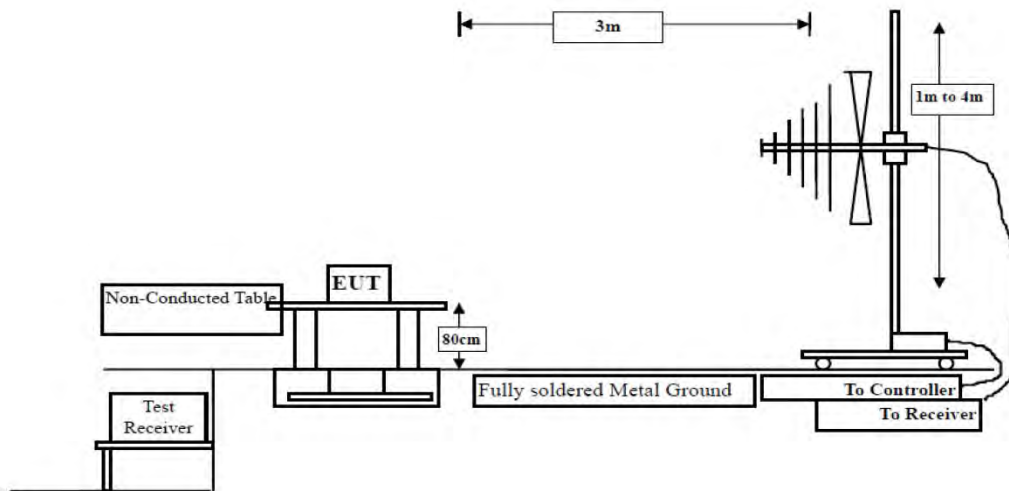 3m
1m to 4m
EUT
Non-Conducted Table
80cm
Fully soldered Metal Ground
To Controller
To Receiver
Test
Receiver